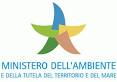 MINISTERO DELL'AMBIENTE
E DELLA TUTELA DEL TERRITORIO E DEL MARE